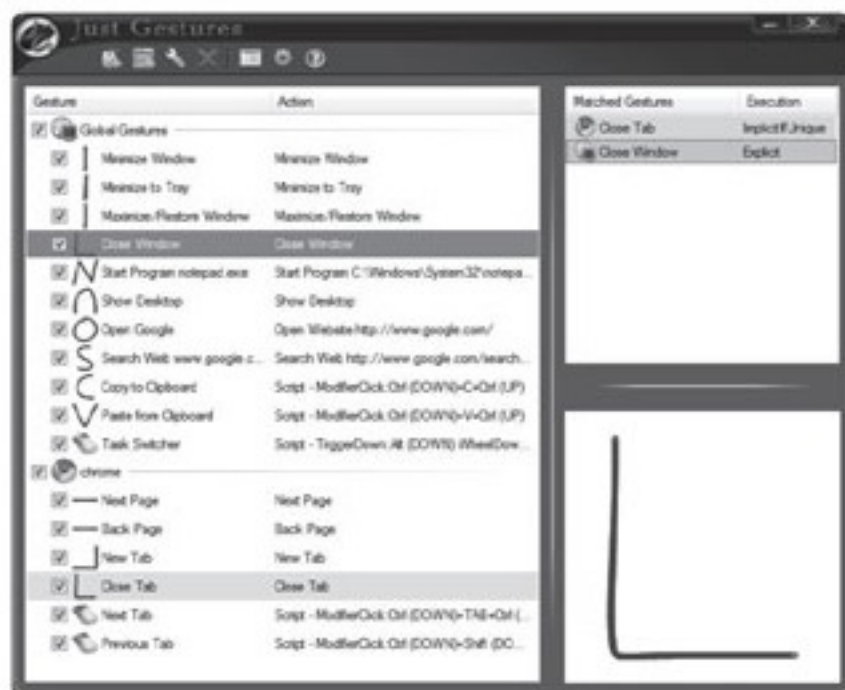 Just Gestures
Gesture Action
Global Gestures
Minimize Window Minimize Window
Minimize to Tray Minimize to Tray
Maximize/Restore Window Maximize/Restore Window
Close Window Close Window
Start Program notepad.exe Start Program C:\Windows\System32\notepa...
Show Desktop Show Desktop
Open Google Open Website http://www.google.com/
Search Web www.google.c... Search Web http://www.google.com/search...
Copy to Clipboard Script - ModifierClick: Ctrl (DOWN)+C+Ctrl (UP)
Paste from Clipboard Script - ModifierClick: Ctrl (DOWN)+V+Ctrl (UP)
Task Switcher Script - TriggerDown: Alt (DOWN) WheelDow...
chrome
Next Page Next Page
Back Page Back Page
New Tab New Tab
Close Tab Close Tab
Next Tab Script - ModifierClick: Ctrl (DOWN)+TAB+Ctrl (...
Previous Tab Script - ModifierClick: Ctrl (DOWN)+Shift (DO...
Matched Gestures Execution
Close Tab Implicit If Unique
Close Window Explicit